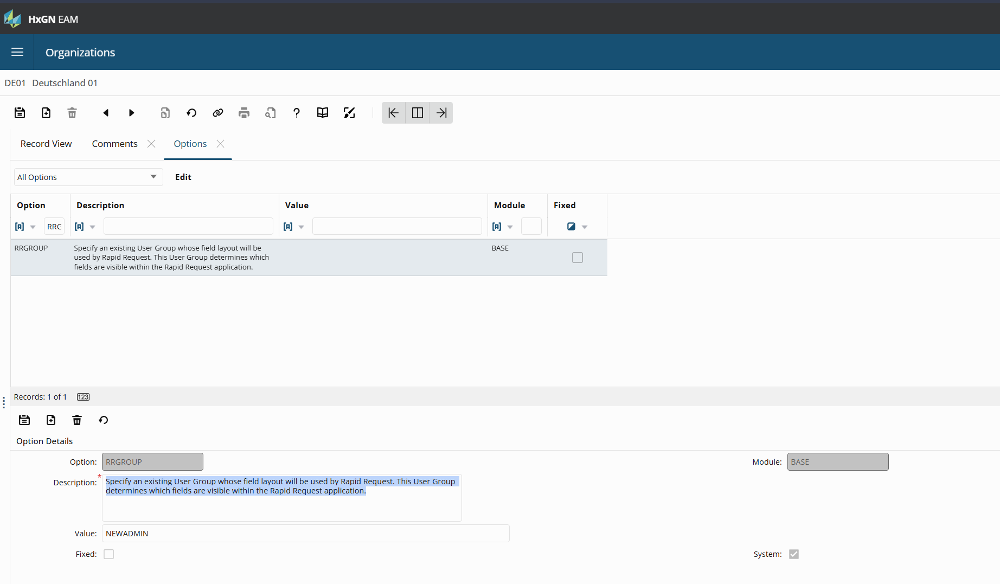 HxGN EAM
Organizations
DE01 Deutschland 01
Record View
Comments
Options
All Options
Edit
Option
Description
Value
Module
Fixed
RRG
RRGROUP
Specify an existing User Group whose field layout will be
used by Rapid Request. This User Group determines which
fields are visible within the Rapid Request application.
BASE
Records: 1 of 1
123
Option Details
Option:
RRGROUP
Module:
BASE
Description:
*
Specify an existing User Group whose field layout will be used by Rapid Request. This User Group
determines which fields are visible within the Rapid Request application.
Value:
NEWADMIN
Fixed:
System: